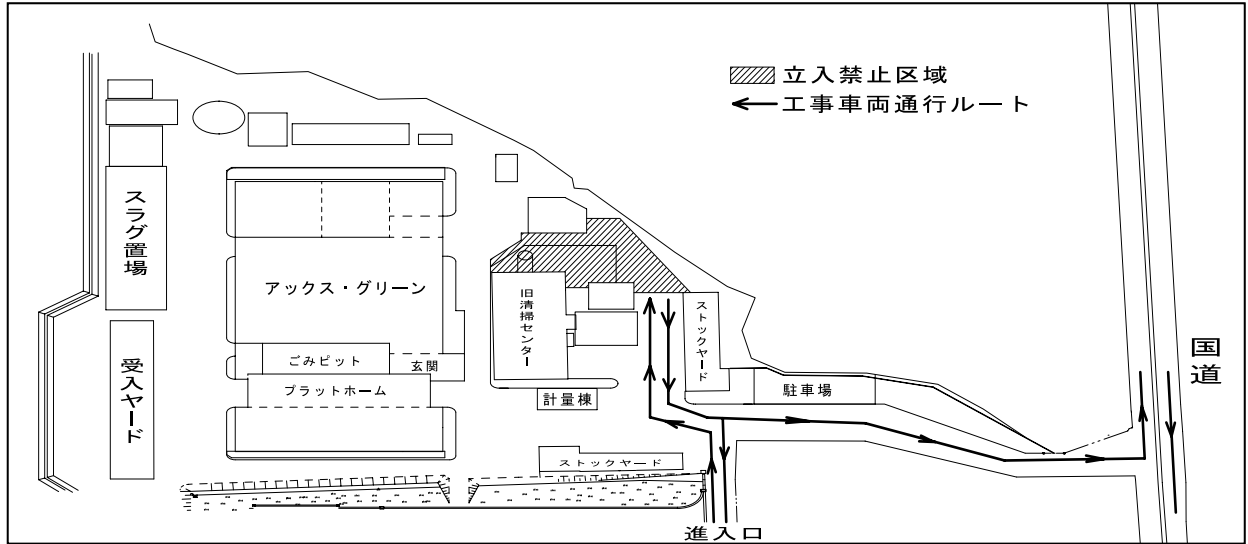 立入禁止区域
工事車両通行ルート
スラグ置場
アックス・グリーン
旧清掃センター
ストックヤード
国道
受入ヤード
ごみピット
玄関
プラットホーム
計量棟
駐車場
ストックヤード
進入口